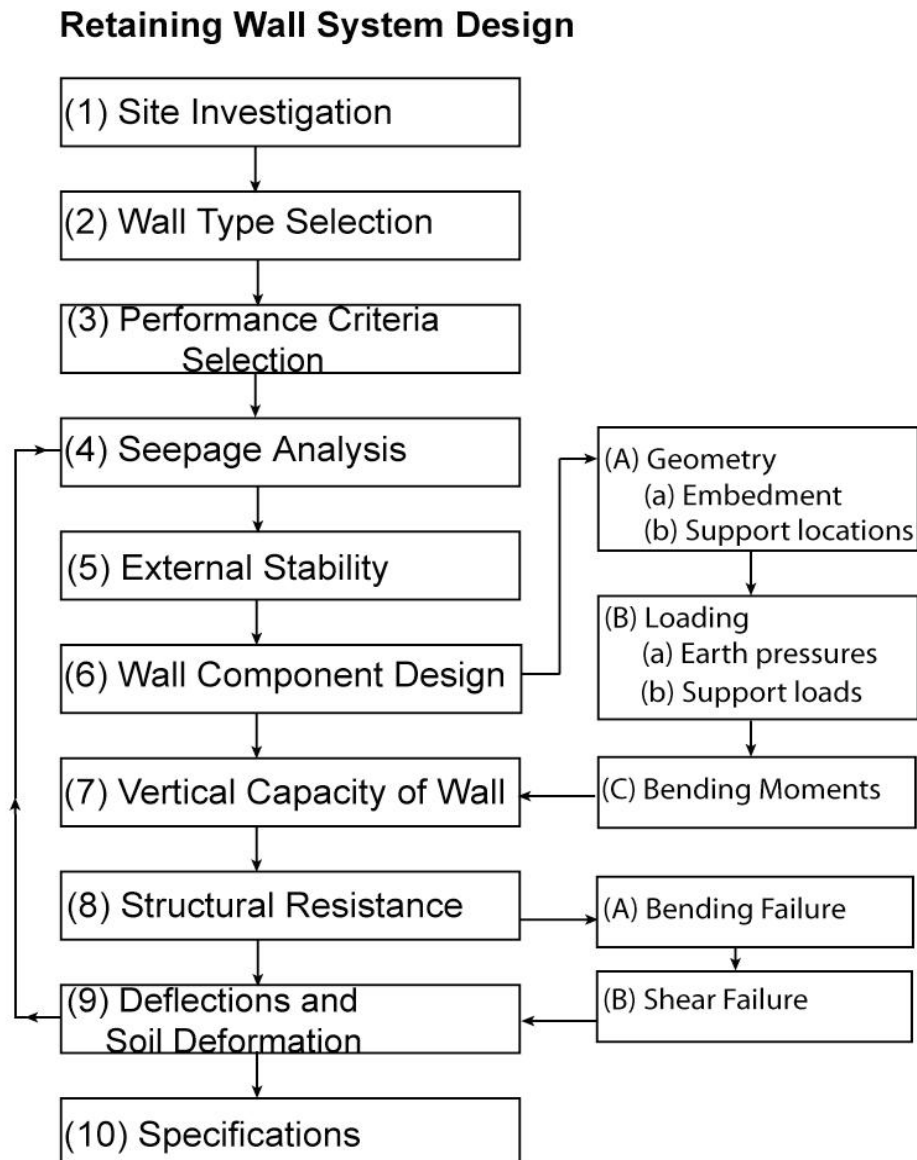 Retaining Wall System Design
(1) Site Investigation
(2) Wall Type Selection
(3) Performance Criteria
Selection
(4) Seepage Analysis
(5) External Stability
(6) Wall Component Design
(A) Geometry
(a) Embedment
(b) Support locations
(B) Loading
(a) Earth pressures
(b) Support loads
(C) Bending Moments
(7) Vertical Capacity of Wall
(8) Structural Resistance
(A) Bending Failure
(B) Shear Failure
(9) Deflections and
Soil Deformation
(10) Specifications